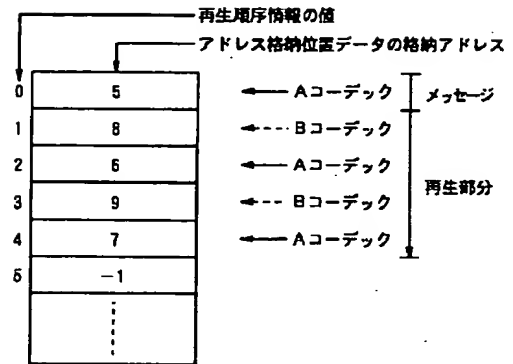 再生順序情報の値
アドレス格納位置データの格納アドレス
0 5 Aコーデック メッセージ
1 8 Bコーデック
2 6 Aコーデック
3 9 Bコーデック 再生部分
4 7 Aコーデック
5 -1